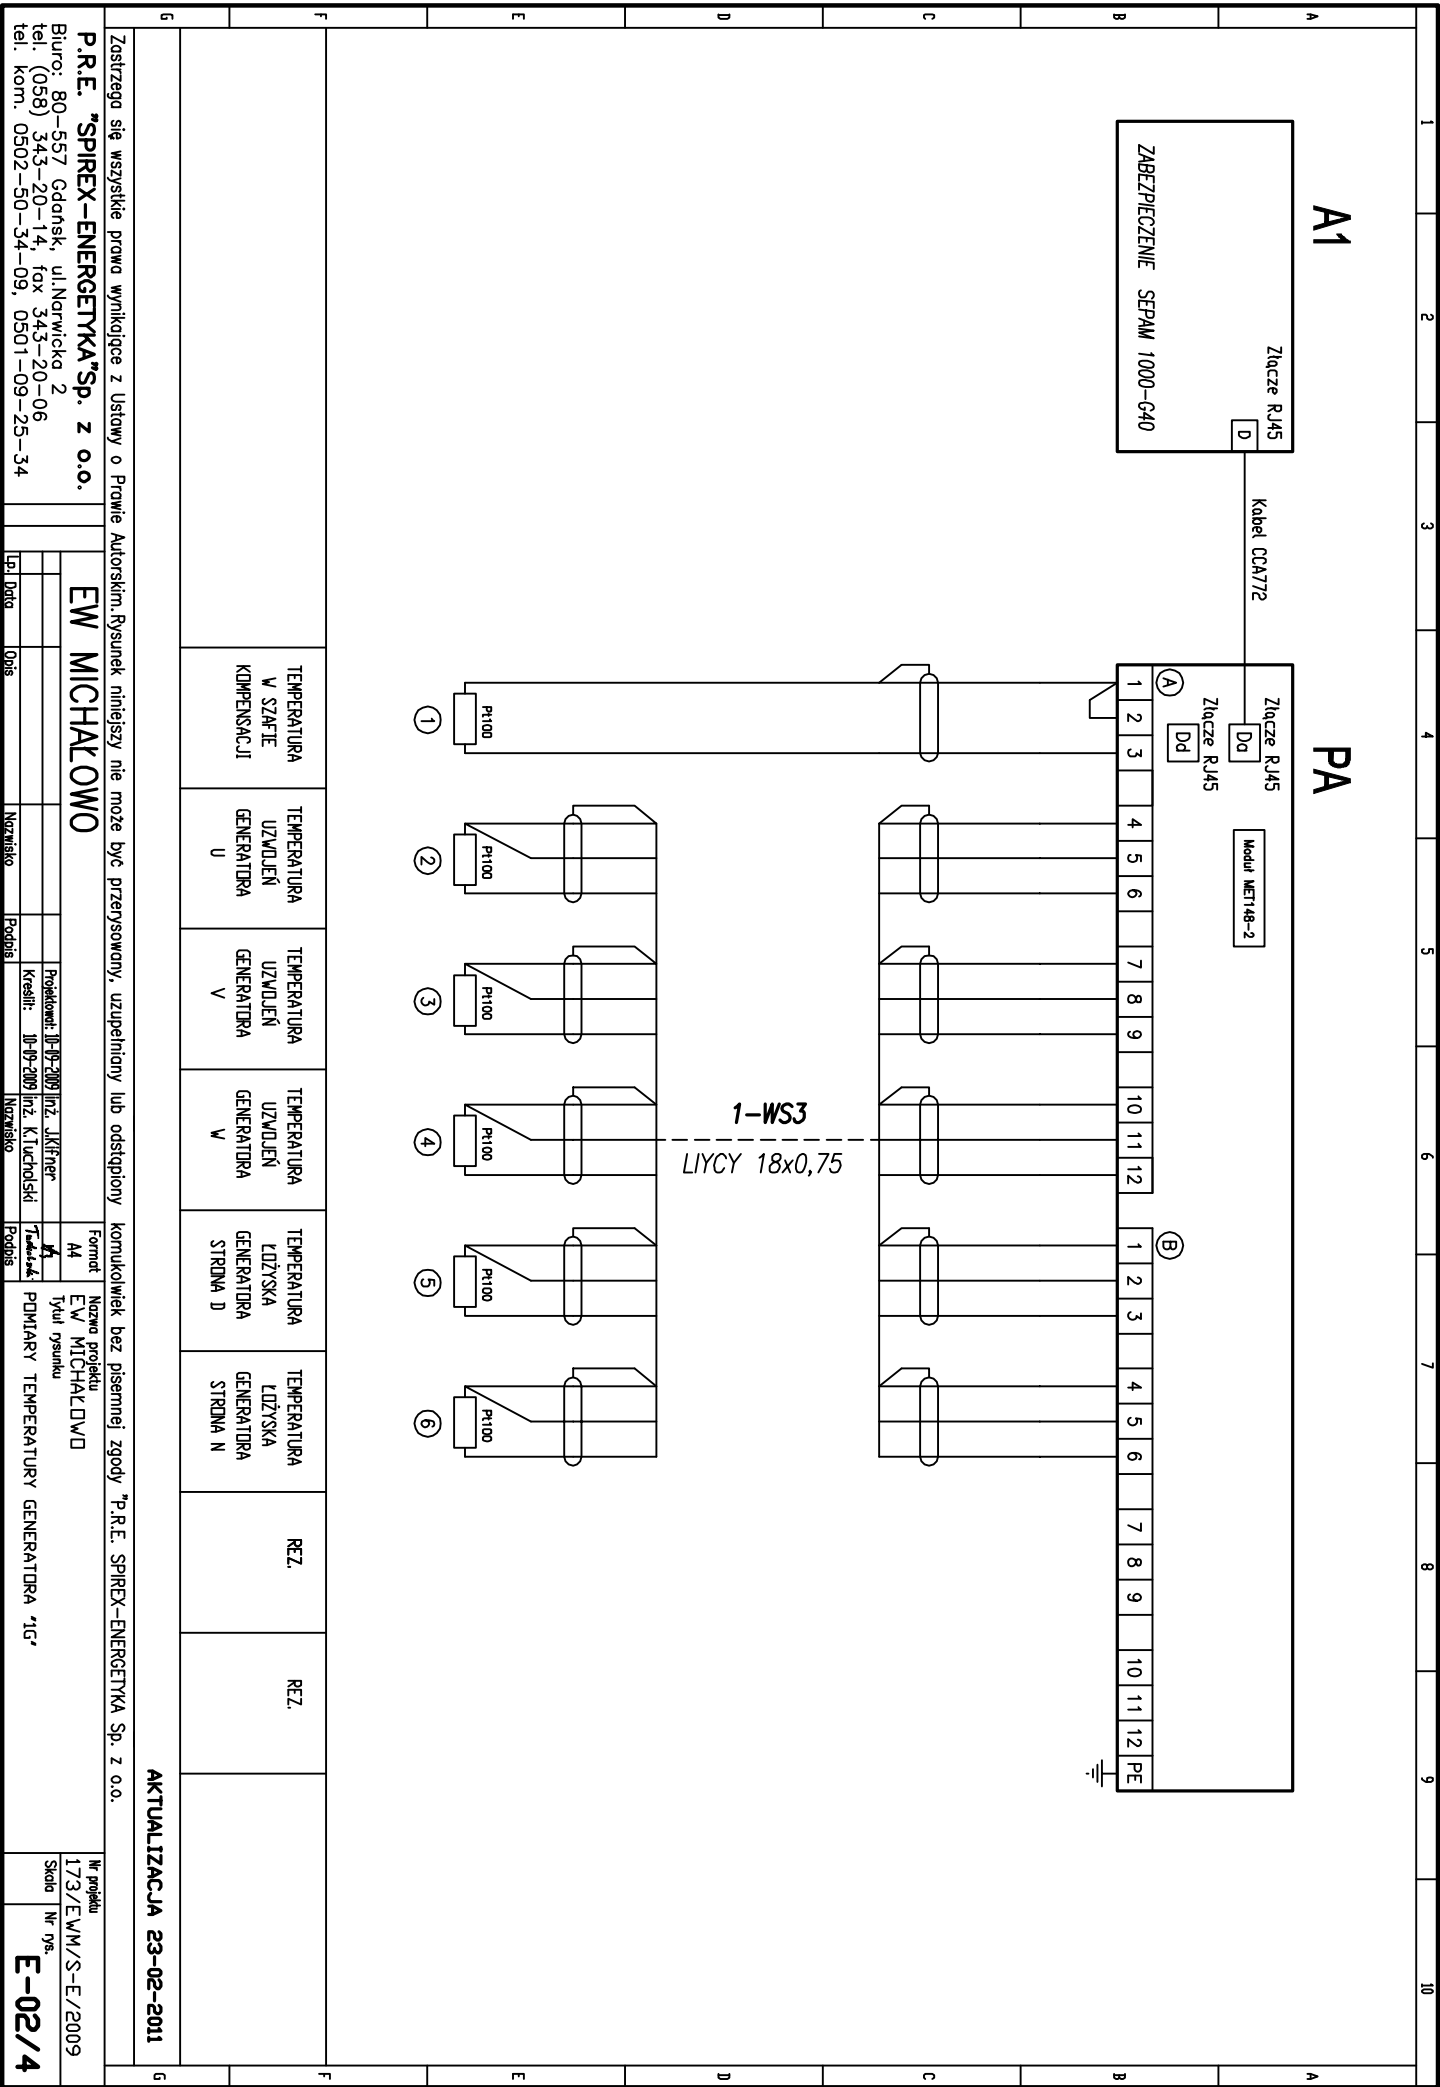 1 2 3 4 5 6 7 8 9 10
A
B
C
D
E
F
G
A
B
C
D
E
F
G
A1
PA
Złącze RJ45
D
ZABEZPIECZENIE SEPAM 1000-G40
Kabel CCA772
Złącze RJ45
Da
Złącze RJ45
Dd
Moduł MET148-2
A
B
1 2 3 4 5 6 7 8 9 10 11 12 1 2 3 4 5 6 7 8 9 10 11 12 PE
1-WS3
LIYCY 18x0,75
Pt100 Pt100 Pt100 Pt100 Pt100 Pt100
1 2 3 4 5 6
TEMPERATURA
W SZAFIE
KOMPENSACJI
TEMPERATURA
UZWOJEŃ
GENERATORA
U
TEMPERATURA
UZWOJEŃ
GENERATORA
V
TEMPERATURA
UZWOJEŃ
GENERATORA
W
TEMPERATURA
ŁOŻYSKA
GENERATORA
STRONA D
TEMPERATURA
ŁOŻYSKA
GENERATORA
STRONA N
REZ.
REZ.
AKTUALIZACJA 23-02-2011
Zastrzega się wszystkie prawa wynikające z Ustawy o Prawie Autorskim.Rysunek niniejszy nie może być przerysowany, uzupełniany lub odstąpiony komukolwiek bez pisemnej zgody "P.R.E. SPIREX-ENERGETYKA Sp. z o.o.
P.R.E. "SPIREX-ENERGETYKA"Sp. z o.o.
Biuro: 80-557 Gdańsk, ul.Narwicka 2
tel. (058) 343-20-14, fax 343-20-06
tel. kom. 0502-50-34-09, 0501-09-25-34
EW MICHAŁOWO
Lp. Data Opis Nazwisko Podpis
Projektował: 10-09-2009 inż. J.Kifner
Kreślił: 10-09-2009 inż. K.Tucholski
Nazwisko Podpis
Format
A4
Nazwa projektu
EW MICHAŁOWO
Tytuł rysunku
POMIARY TEMPERATURY GENERATORA "1G"
Nr projektu
173/EWM/S-E/2009
Skala
Nr rys.
E-02/4